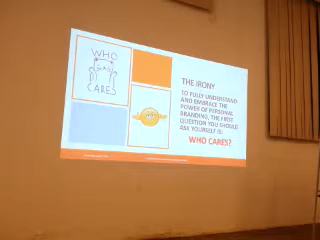 WHO
CARES
THE IRONY
TO FULLY UNDERSTAND
AND EMBRACE THE
POWER OF PERSONAL
BRANDING, THE FIRST
QUESTION YOU SHOULD
ASK YOURSELF IS:
WHO CARES?